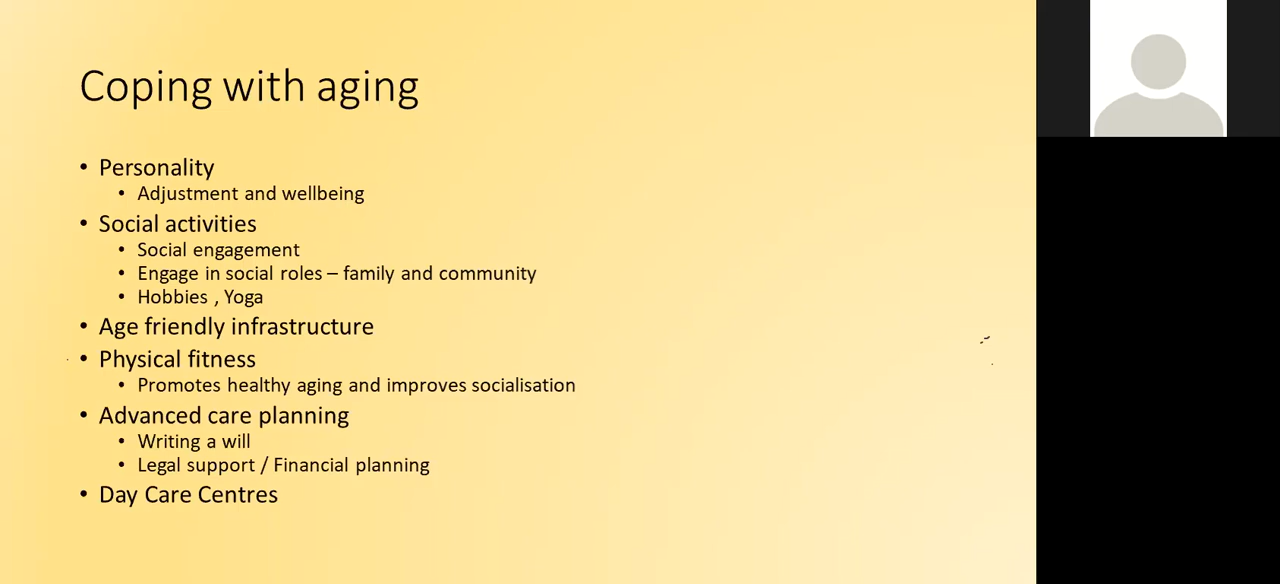 Coping with aging
• Personality
• Adjustment and wellbeing
• Social activities
• Social engagement
• Engage in social roles – family and community
• Hobbies , Yoga
• Age friendly infrastructure
• Physical fitness
• Promotes healthy aging and improves socialisation
• Advanced care planning
• Writing a will
• Legal support / Financial planning
• Day Care Centres